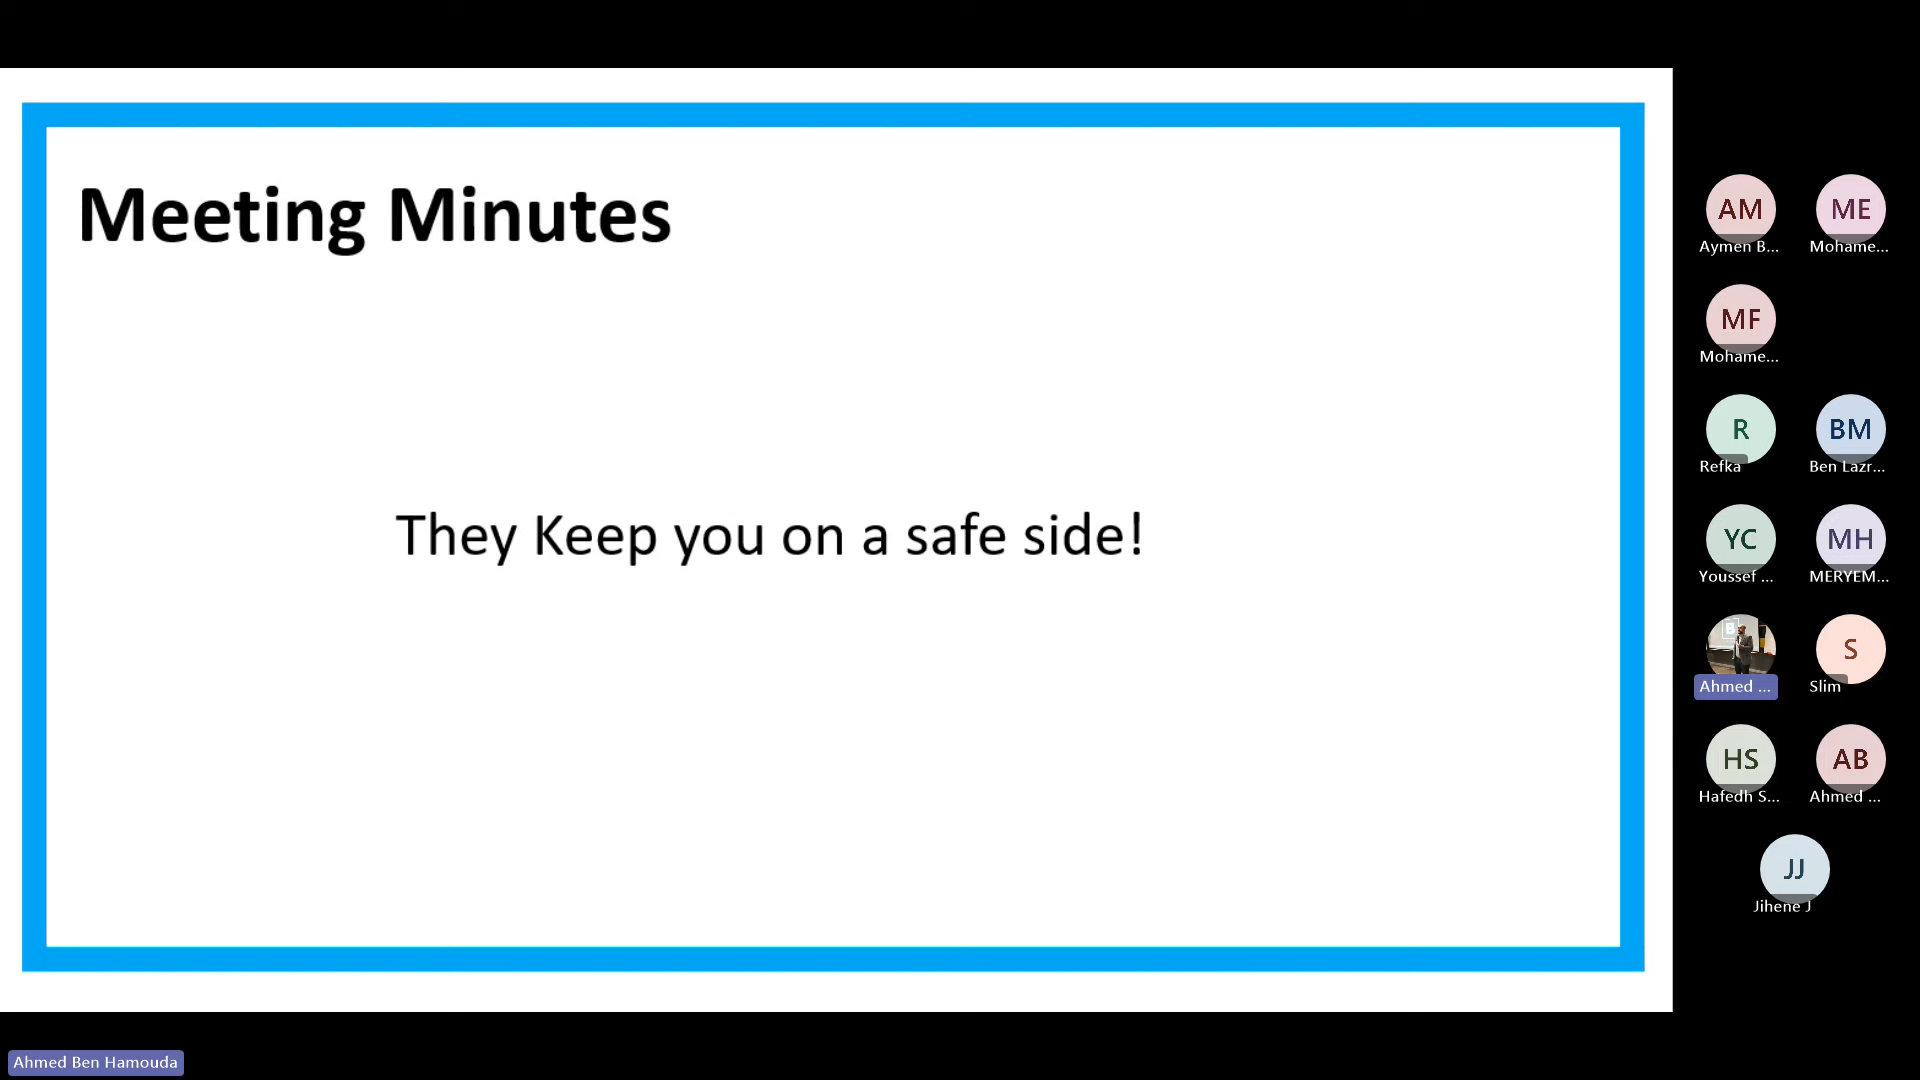 Meeting Minutes
They Keep you on a safe side!
AM
Aymen B...
ME
Mohame...
MF
Mohame...
R
Refka
BM
Ben Lazr...
YC
Youssef ...
MH
MERYEM...
Ahmed ...
S
Slim
HS
Hafedh S...
AB
Ahmed ...
JJ
Jihene J
Ahmed Ben Hamouda